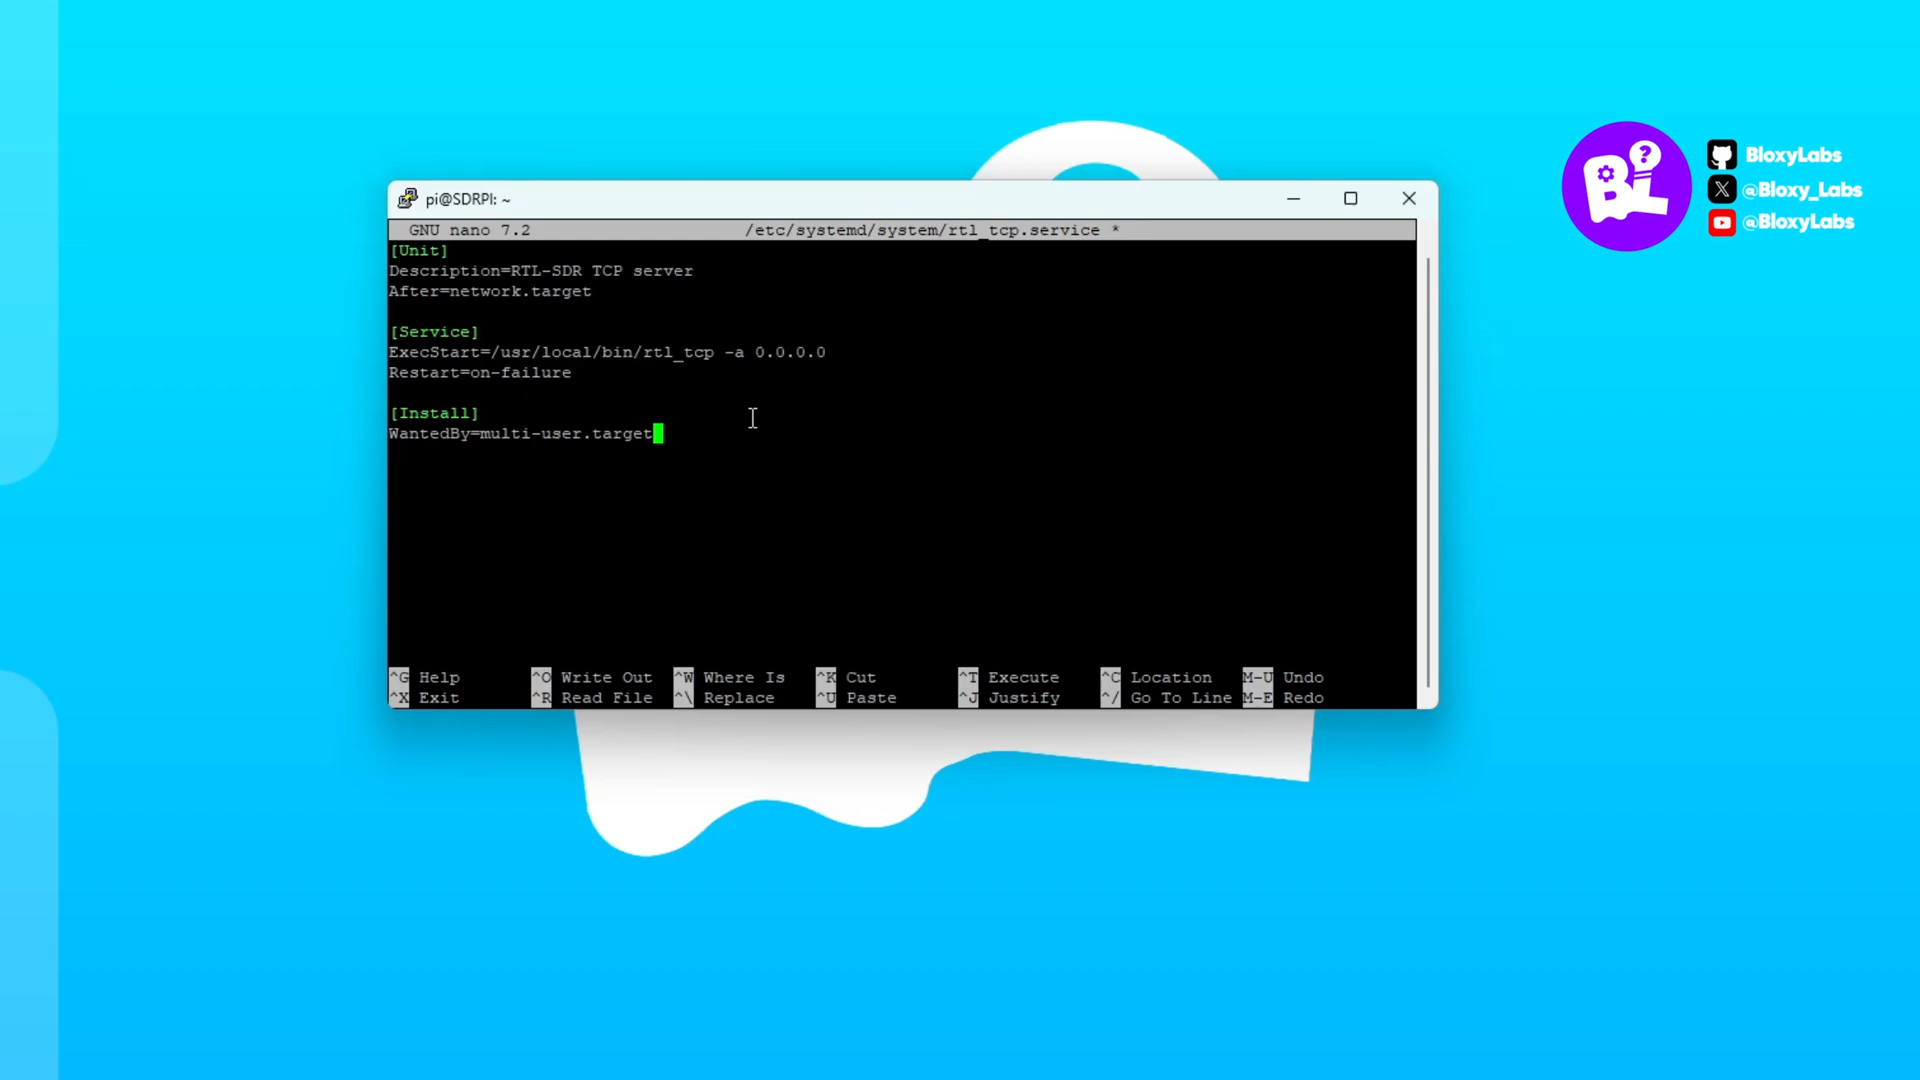 BloxyLabs
@Bloxy_Labs
@BloxyLabs
BL
?
pi@SDRPI: ~
GNU nano 7.2 /etc/systemd/system/rtl_tcp.service *
[Unit]
Description=RTL-SDR TCP server
After=network.target
[Service]
ExecStart=/usr/local/bin/rtl_tcp -a 0.0.0.0
Restart=on-failure
[Install]
WantedBy=multi-user.target
^G Help ^O Write Out ^W Where Is ^K Cut ^T Execute ^C Location M-U Undo
^X Exit ^R Read File ^\ Replace ^U Paste ^J Justify ^/ Go To Line M-E Redo